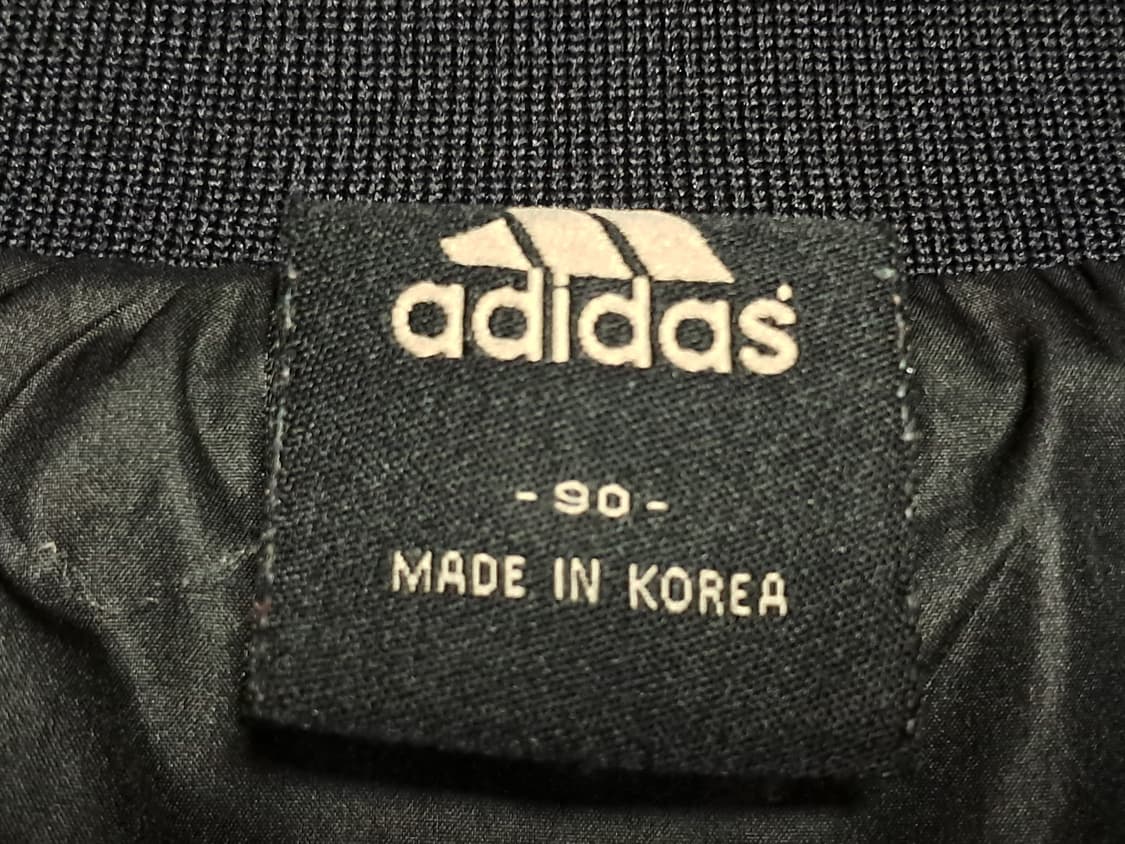 adidas
- 90 -
MADE IN KOREA